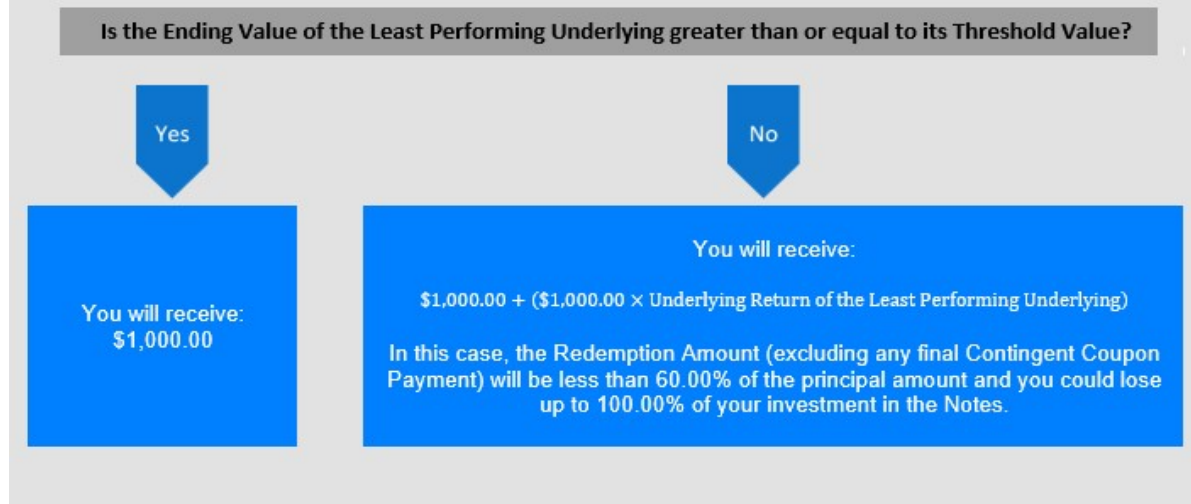 Is the Ending Value of the Least Performing Underlying greater than or equal to its Threshold Value?
Yes
No
You will receive:
$1,000.00
You will receive:
$1,000.00 + ($1,000.00 × Underlying Return of the Least Performing Underlying)
In this case, the Redemption Amount (excluding any final Contingent Coupon
Payment) will be less than 60.00% of the principal amount and you could lose
up to 100.00% of your investment in the Notes.